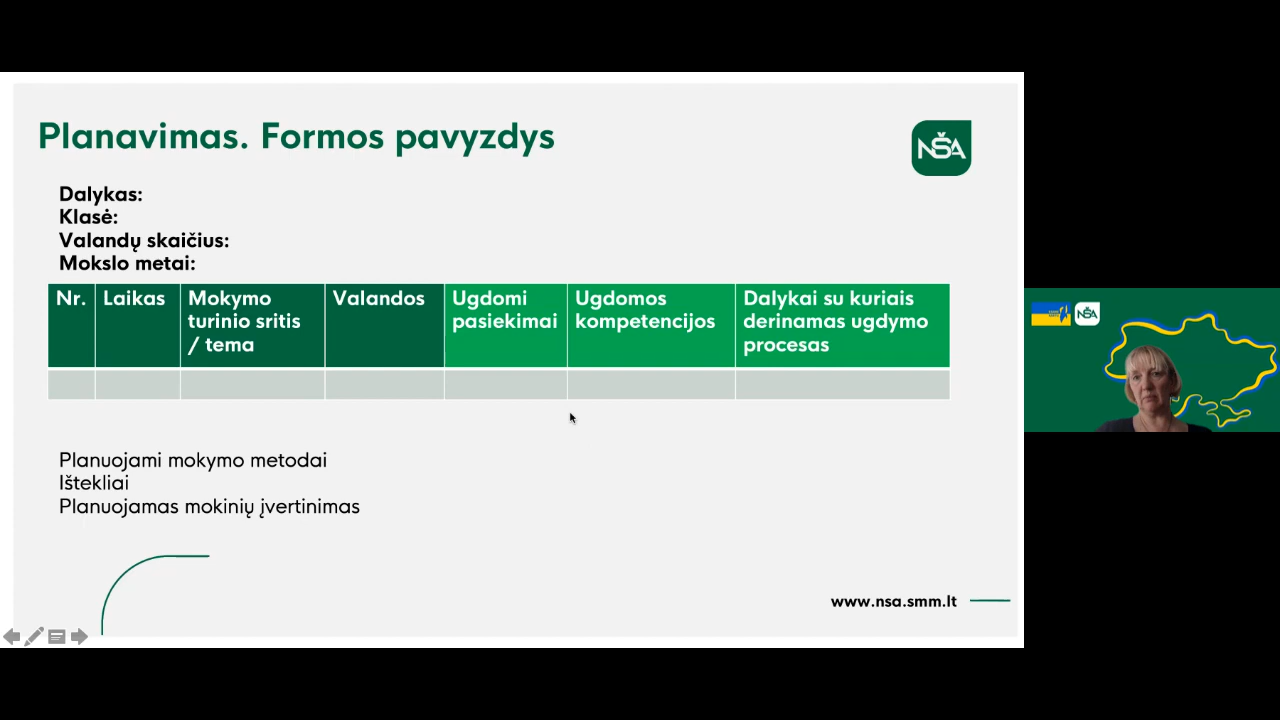 Planavimas. Formos pavyzdys
NŠA
Dalykas:
Klasė:
Valandų skaičius:
Mokslo metai:
Nr.
Laikas
Mokymo
turinio sritis
/ tema
Valandos
Ugdomi
pasiekimai
Ugdomos
kompetencijos
Dalykai su kuriais
derinamas ugdymo
procesas
Planuojami mokymo metodai
Ištekliai
Planuojamas mokinių įvertinimas
www.nsa.smm.lt
NŠA